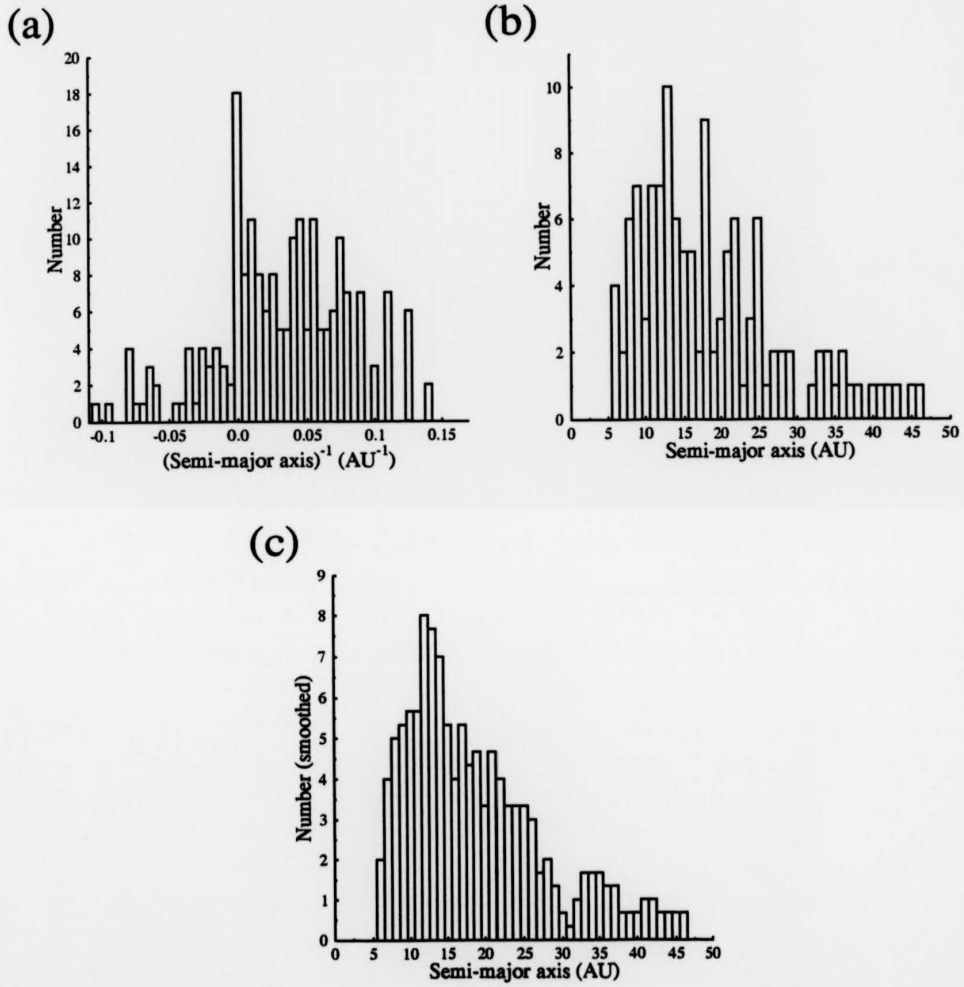 (a)
20
18
16
14
12
10
8
6
4
2
0
Number
-0.1 -0.05 0.0 0.05 0.1 0.15
(Semi-major axis)⁻¹ (AU⁻¹)
(b)
10
8
6
4
2
0
Number
0 5 10 15 20 25 30 35 40 45 50
Semi-major axis (AU)
(c)
9
8
7
6
5
4
3
2
1
0
Number (smoothed)
0 5 10 15 20 25 30 35 40 45 50
Semi-major axis (AU)